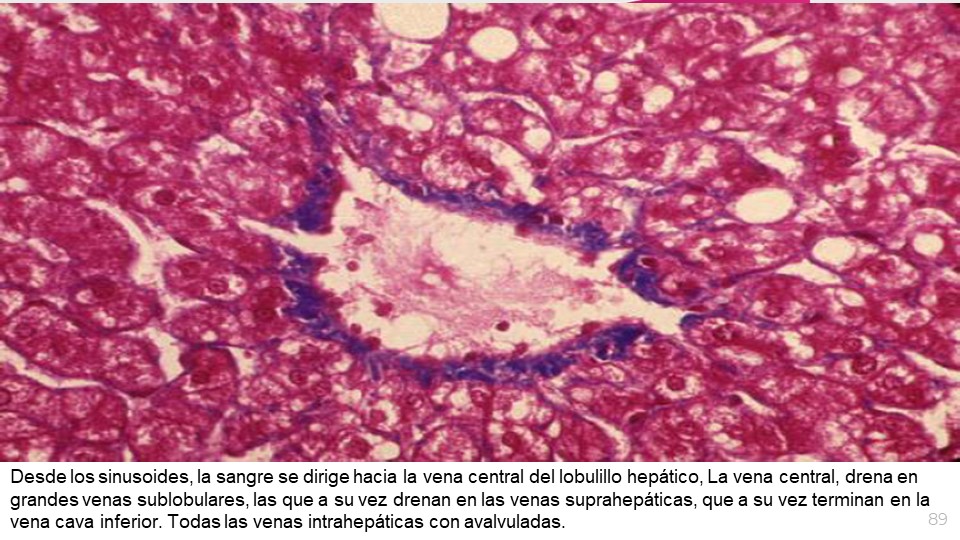 Desde los sinusoides, la sangre se dirige hacia la vena central del lobulillo hepático, La vena central, drena en
grandes venas sublobulares, las que a su vez drenan en las venas suprahepáticas, que a su vez terminan en la
vena cava inferior. Todas las venas intrahepáticas con avalvuladas.
89